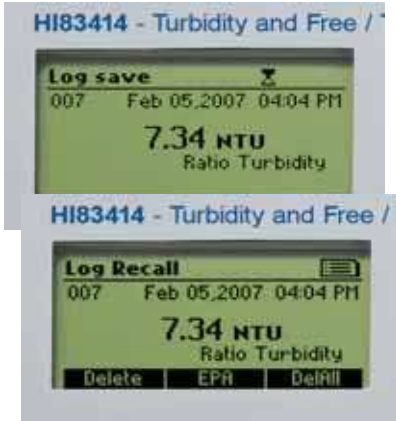 HI83414 - Turbidity and Free /
Log save
007 Feb 05,2007 04:04 PM
7.34 NTU
Ratio Turbidity
HI83414 - Turbidity and Free /
Log Recall
007 Feb 05,2007 04:04 PM
7.34 NTU
Ratio Turbidity
Delete EPA DelAll